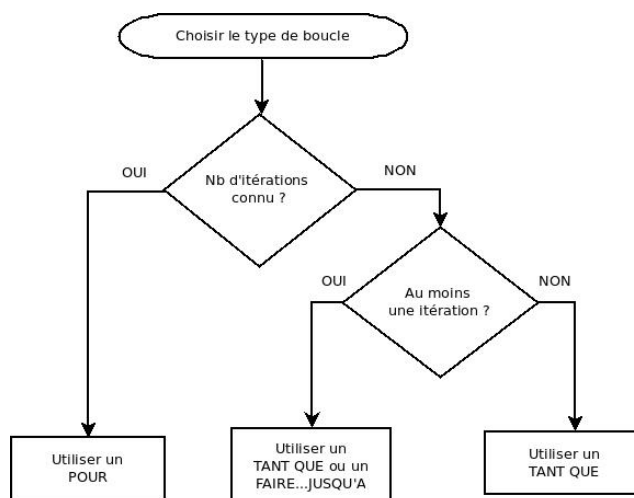 Choisir le type de boucle
OUI
Nb d'itérations
connu ?
NON
OUI
Au moins
une itération ?
NON
Utiliser un
POUR
Utiliser un
TANT QUE ou un
FAIRE...JUSQU'A
Utiliser un
TANT QUE